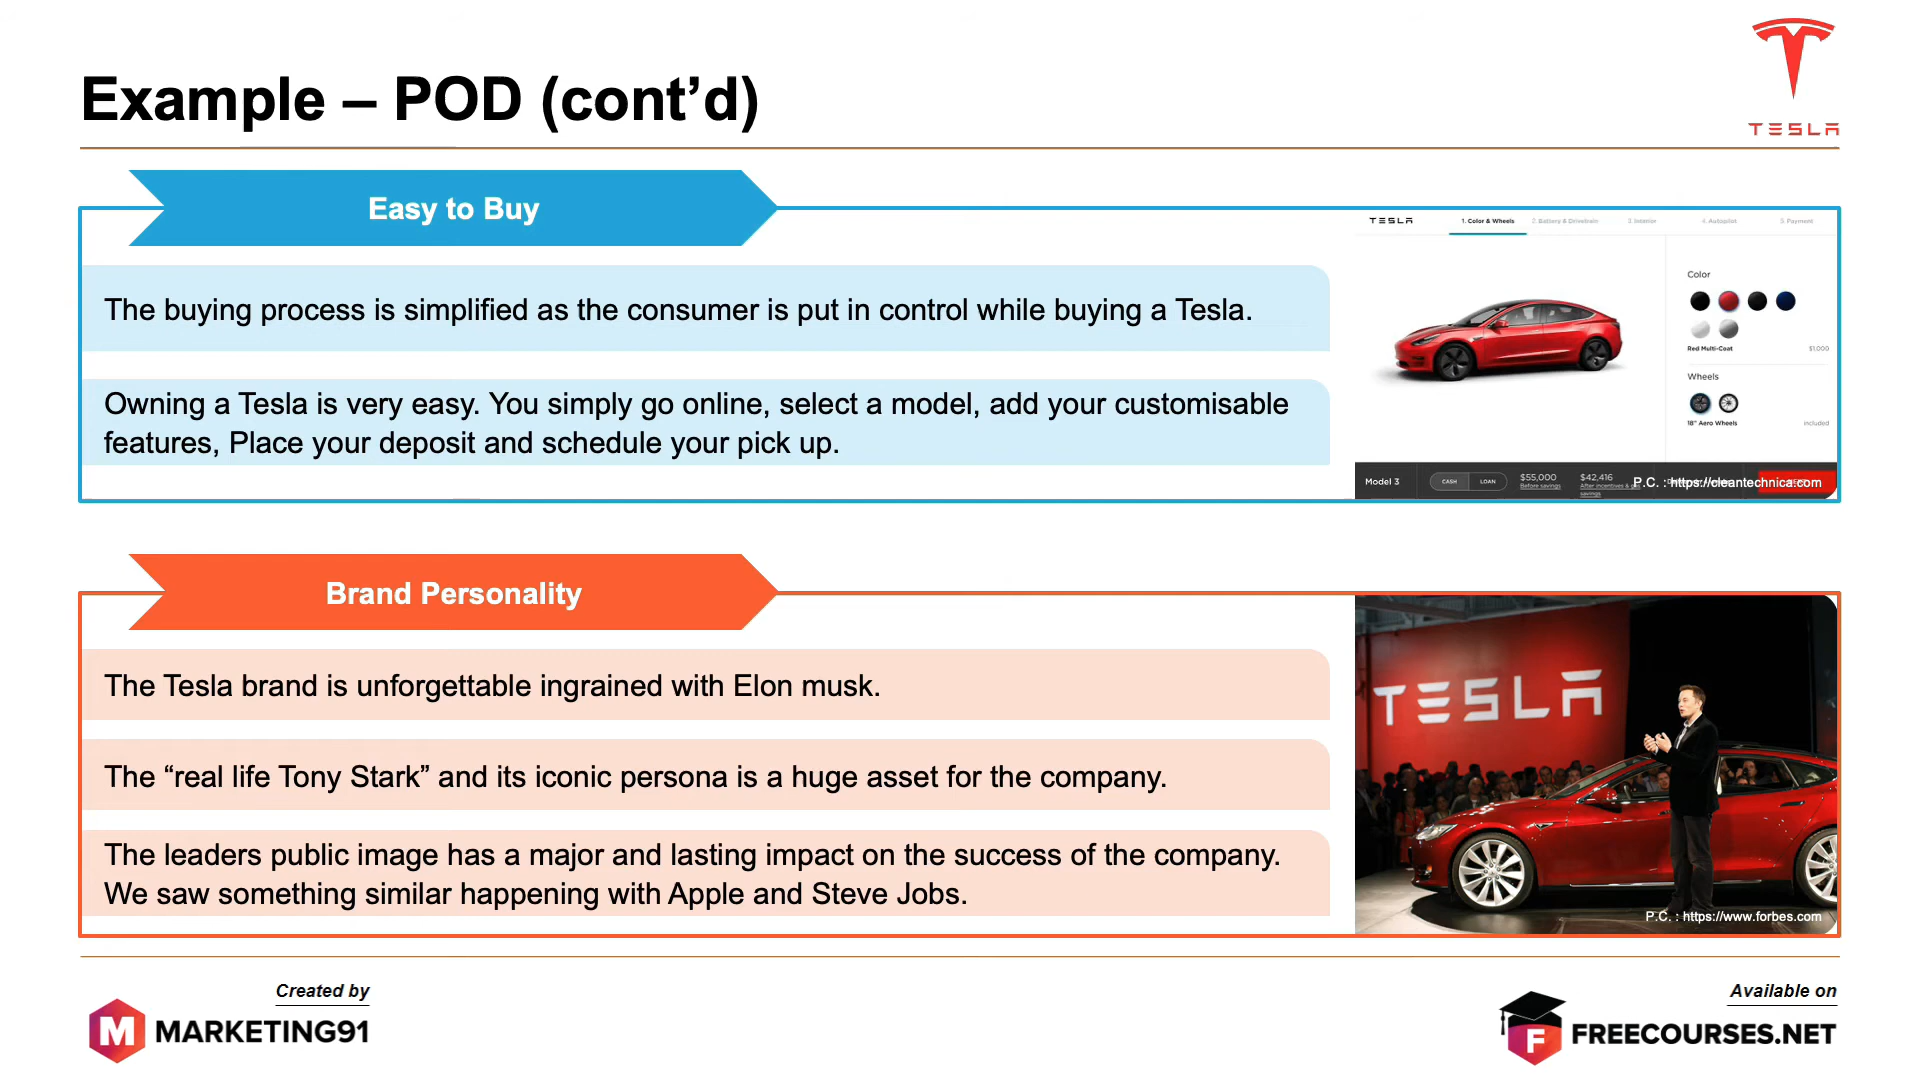 Example – POD (cont’d)
TESLA
Easy to Buy
The buying process is simplified as the consumer is put in control while buying a Tesla.
Owning a Tesla is very easy. You simply go online, select a model, add your customisable
features, Place your deposit and schedule your pick up.
TESLA
1. Color & Wheels
2. Battery & Drivetrain
3. Interior
4. Autopilot
5. Payment
Color
Red Multi-Coat $1,000
Wheels
18" Aero Wheels included
Model 3
CASH
LOAN
$55,000
Before savings
$42,416
After incentives & gas
savings
P.C. : https://cleantechnica.com
Brand Personality
The Tesla brand is unforgettable ingrained with Elon musk.
The “real life Tony Stark” and its iconic persona is a huge asset for the company.
The leaders public image has a major and lasting impact on the success of the company.
We saw something similar happening with Apple and Steve Jobs.
TESLA
P.C. : https://www.forbes.com
Created by
M MARKETING91
Available on
F FREECOURSES.NET